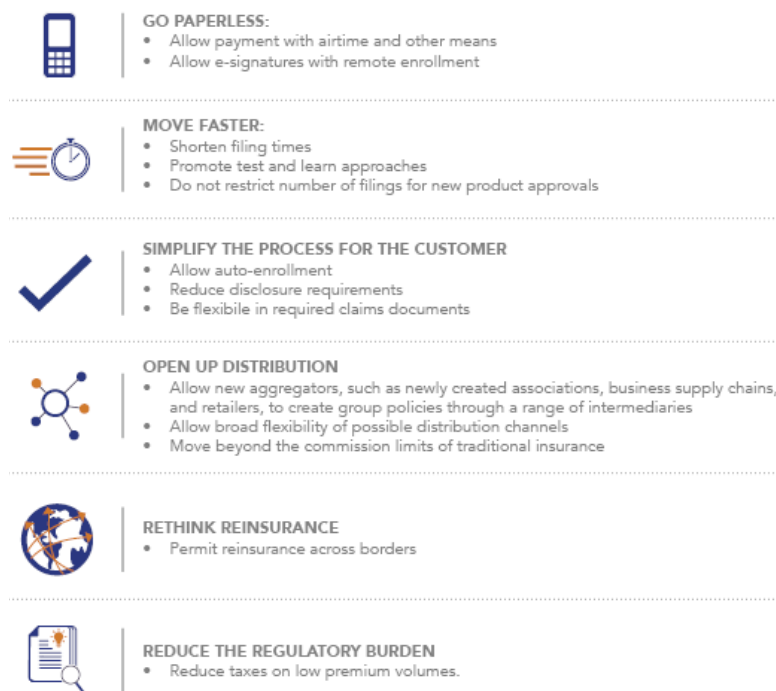 GO PAPERLESS:
• Allow payment with airtime and other means
• Allow e-signatures with remote enrollment
MOVE FASTER:
• Shorten filing times
• Promote test and learn approaches
• Do not restrict number of filings for new product approvals
SIMPLIFY THE PROCESS FOR THE CUSTOMER
• Allow auto-enrollment
• Reduce disclosure requirements
• Be flexibile in required claims documents
OPEN UP DISTRIBUTION
• Allow new aggregators, such as newly created associations, business supply chains,
and retailers, to create group policies through a range of intermediaries
• Allow broad flexibility of possible distribution channels
• Move beyond the commission limits of traditional insurance
RETHINK REINSURANCE
• Permit reinsurance across borders
REDUCE THE REGULATORY BURDEN
• Reduce taxes on low premium volumes.